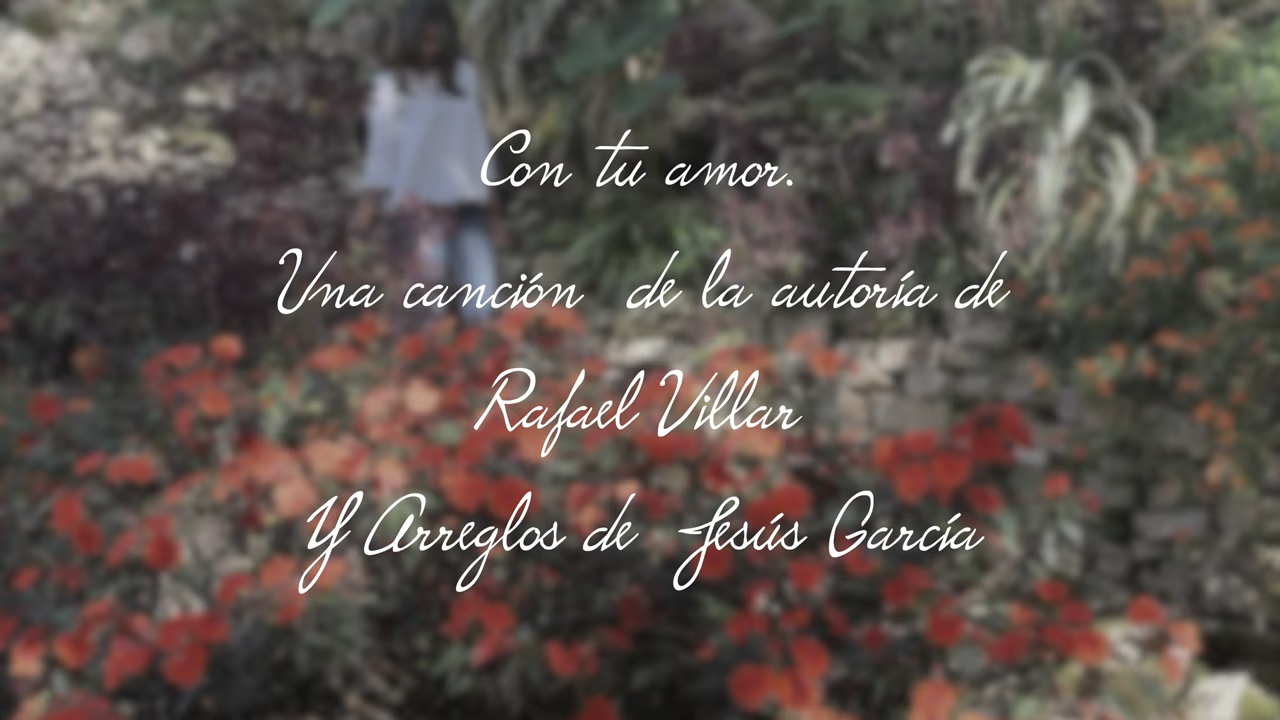 Con tu amor.
Una canción de la autoría de
Rafael Villar
Y Arreglos de Jesús García